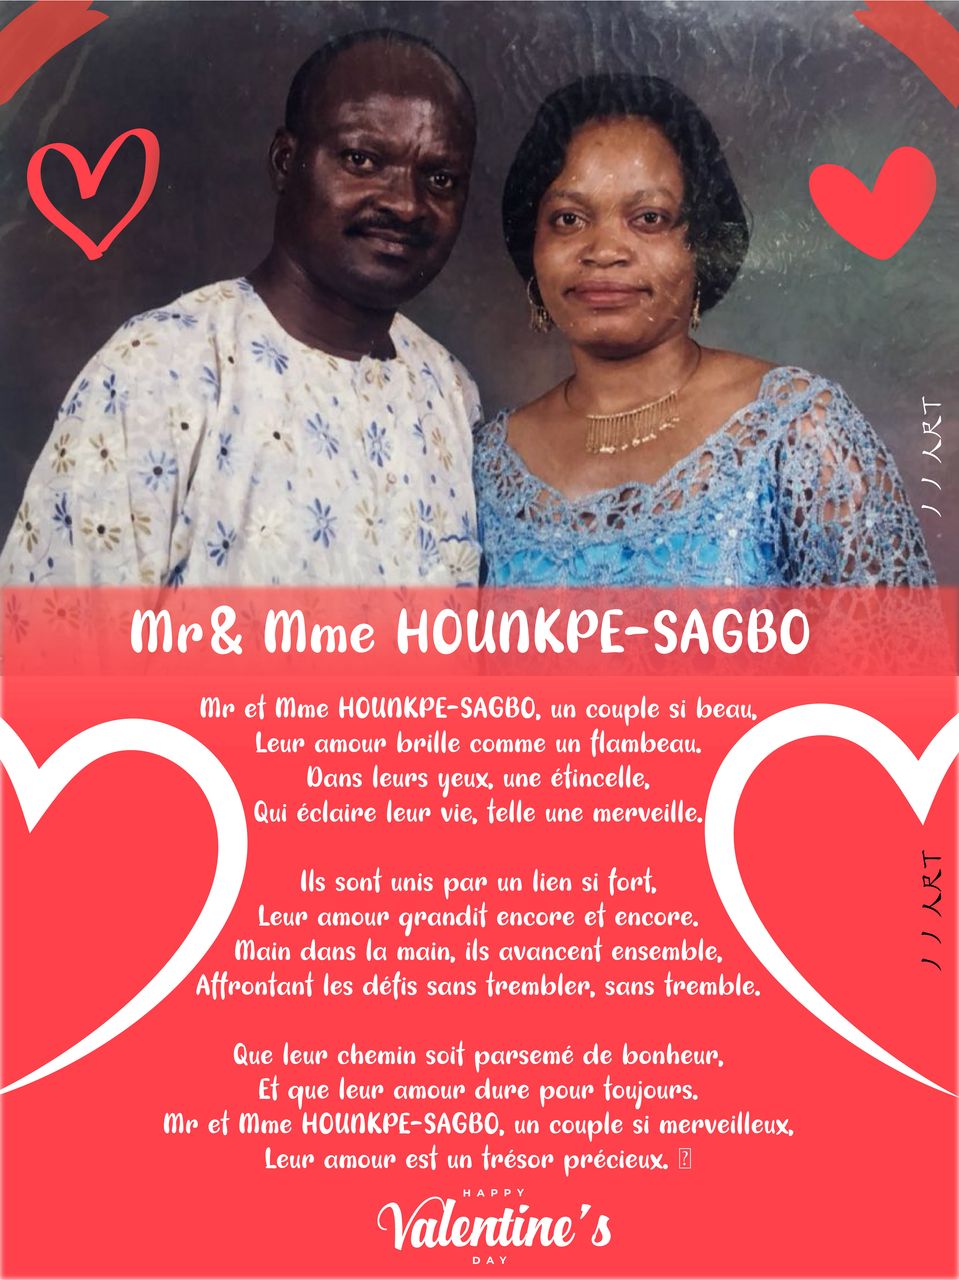 Mr& Mme HOUNKPE-SAGBO
Mr et Mme HOUNKPE-SAGBO, un couple si beau,
Leur amour brille comme un flambeau.
Dans leurs yeux, une étincelle,
Qui éclaire leur vie, telle une merveille.
Ils sont unis par un lien si fort,
Leur amour grandit encore et encore.
Main dans la main, ils avancent ensemble,
Affrontant les défis sans trembler, sans tremble.
Que leur chemin soit parsemé de bonheur,
Et que leur amour dure pour toujours.
Mr et Mme HOUNKPE-SAGBO, un couple si merveilleux,
Leur amour est un trésor précieux.
HAPPY
Valentine's
DAY
ART
ART